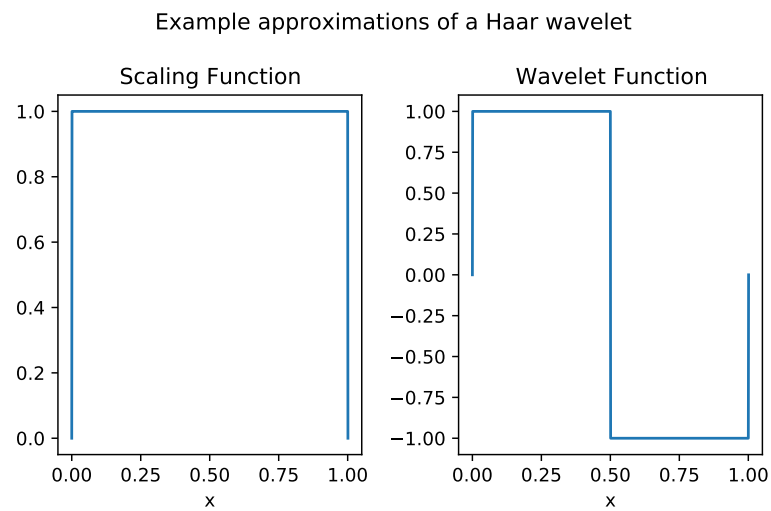 Example approximations of a Haar wavelet
Scaling Function
1.0
0.8
0.6
0.4
0.2
0.0
0.00 0.25 0.50 0.75 1.00
x
Wavelet Function
1.00
0.75
0.50
0.25
0.00
−0.25
−0.50
−0.75
−1.00
0.00 0.25 0.50 0.75 1.00
x